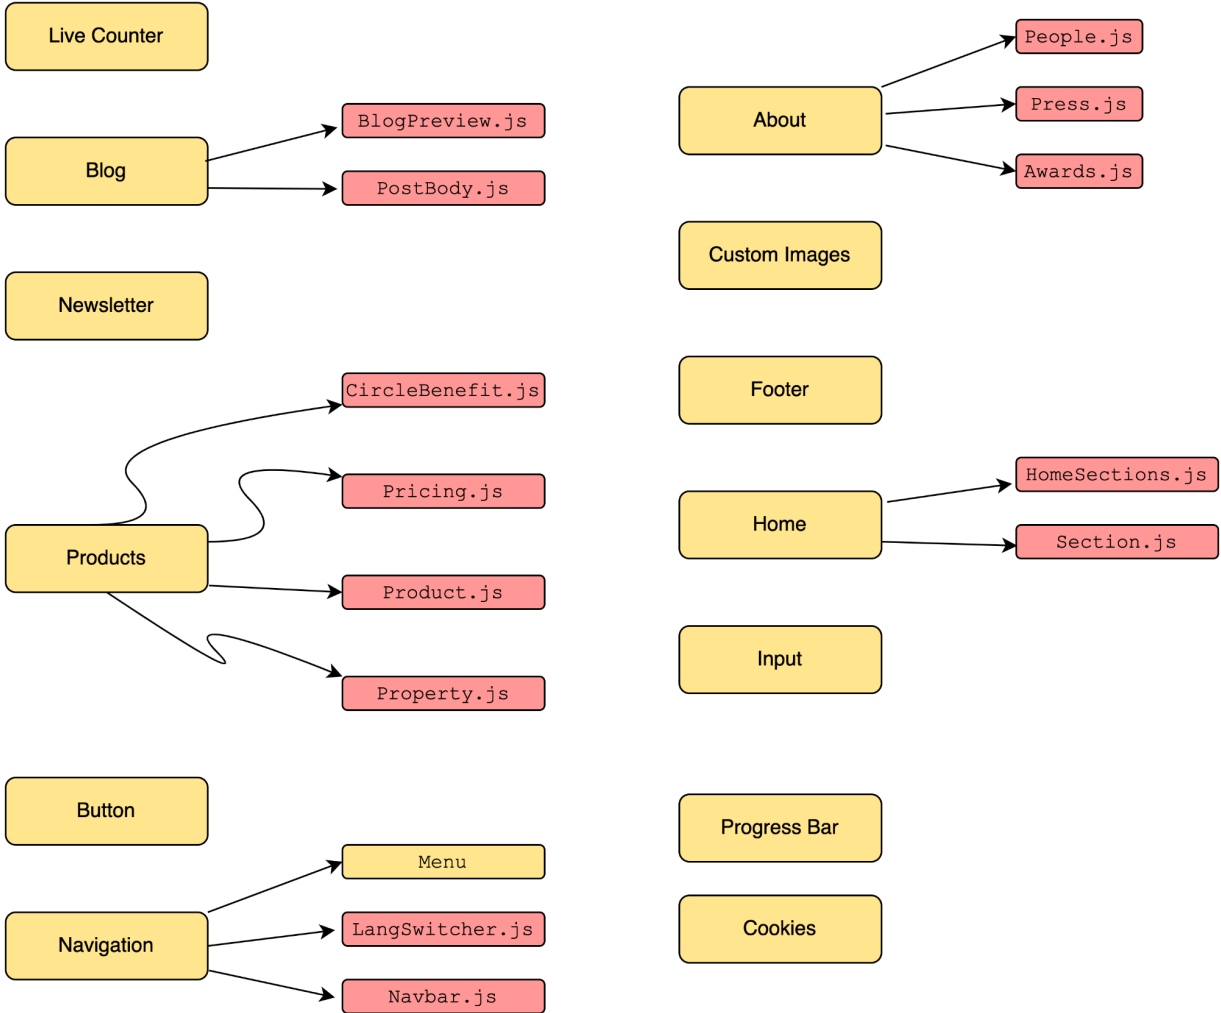 Live Counter
Blog
BlogPreview.js
PostBody.js
Newsletter
Products
CircleBenefit.js
Pricing.js
Product.js
Property.js
Button
Navigation
Menu
LangSwitcher.js
Navbar.js
About
People.js
Press.js
Awards.js
Custom Images
Footer
Home
HomeSections.js
Section.js
Input
Progress Bar
Cookies